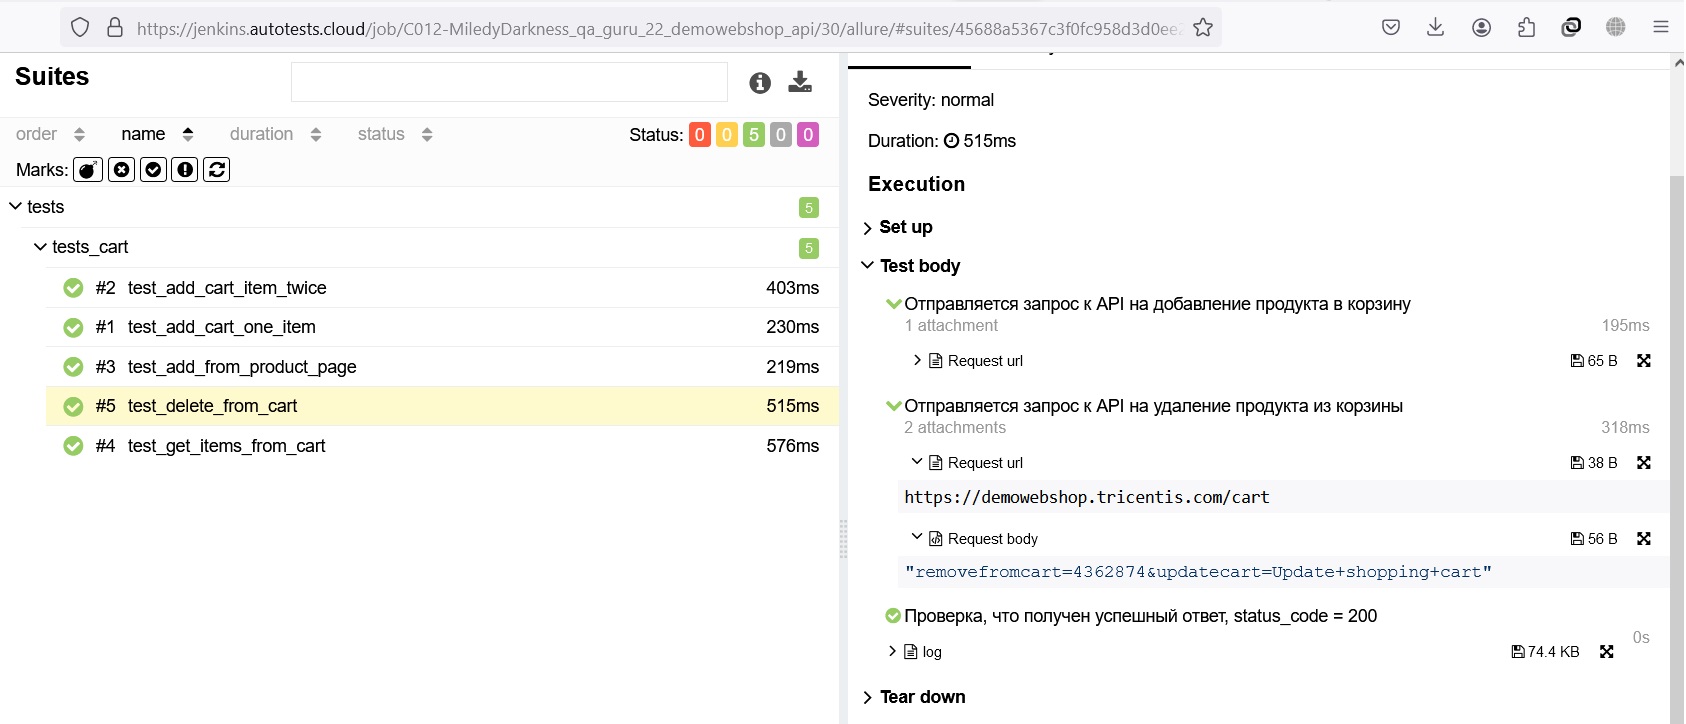 https://jenkins.autotests.cloud/job/C012-MiledyDarkness_qa_guru_22_demowebshop_api/30/allure/#suites/45688a5367c3f0fc958d3d0ee2
Suites
order name duration status Status: 0 0 5 0 0
Marks:
tests 5
tests_cart 5
#2 test_add_cart_item_twice 403ms
#1 test_add_cart_one_item 230ms
#3 test_add_from_product_page 219ms
#5 test_delete_from_cart 515ms
#4 test_get_items_from_cart 576ms
Severity: normal
Duration: 515ms
Execution
Set up
Test body
Отправляется запрос к API на добавление продукта в корзину
1 attachment 195ms
Request url 65 B
Отправляется запрос к API на удаление продукта из корзины
2 attachments 318ms
Request url 38 B
https://demowebshop.tricentis.com/cart
Request body 56 B
"removefromcart=4362874&updatecart=Update+shopping+cart"
Проверка, что получен успешный ответ, status_code = 200
0s
log 74.4 KB
Tear down